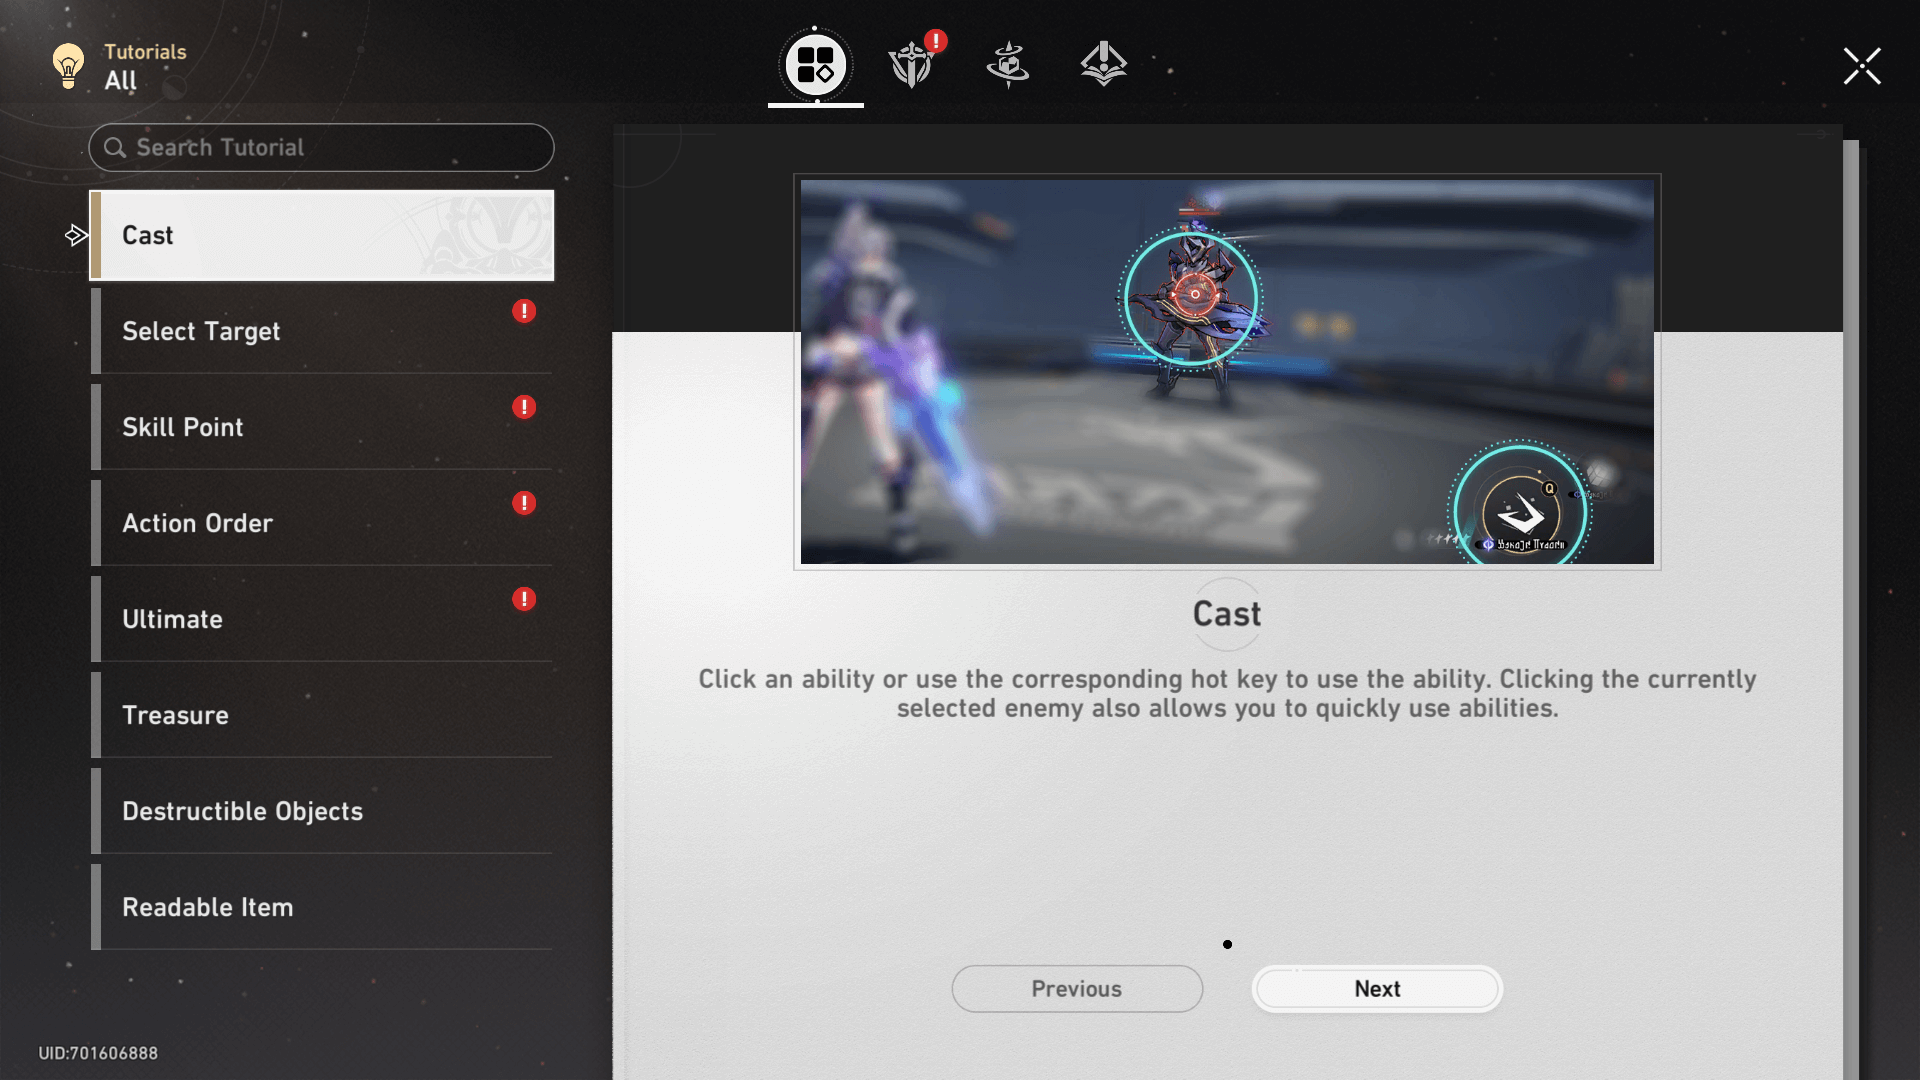 Tutorials
All
Search Tutorial
Cast
Select Target
Skill Point
Action Order
Ultimate
Treasure
Destructible Objects
Readable Item
UID:701606888
Q
Cast
Click an ability or use the corresponding hot key to use the ability. Clicking the currently
selected enemy also allows you to quickly use abilities.
Previous
Next